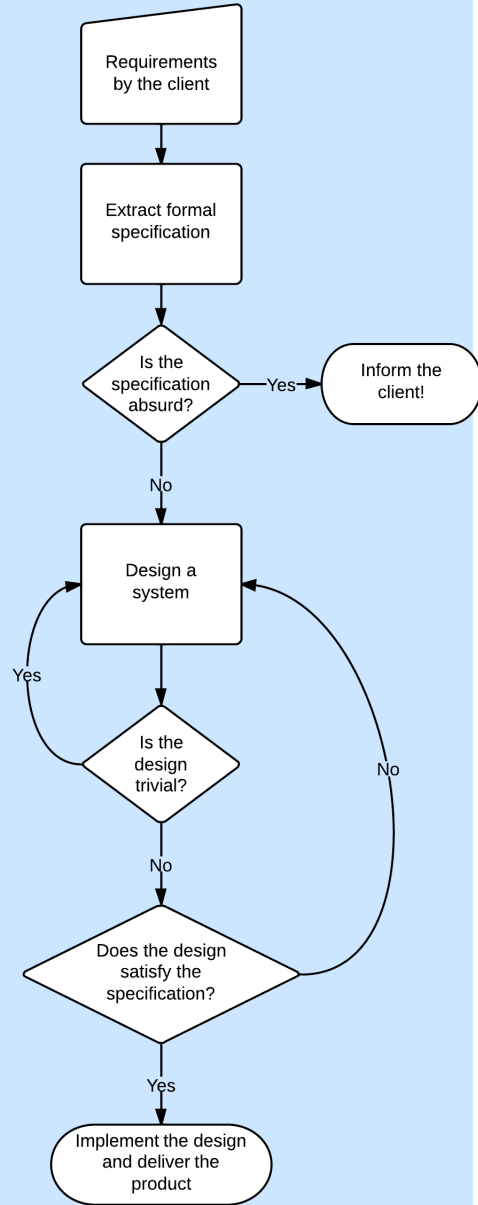 Requirements
by the client
Extract formal
specification
Is the
specification
absurd?
Yes
Inform the
client!
No
Design a
system
Yes
Is the
design
trivial?
No
No
Does the design
satisfy the
specification?
Yes
Implement the design
and deliver the
product